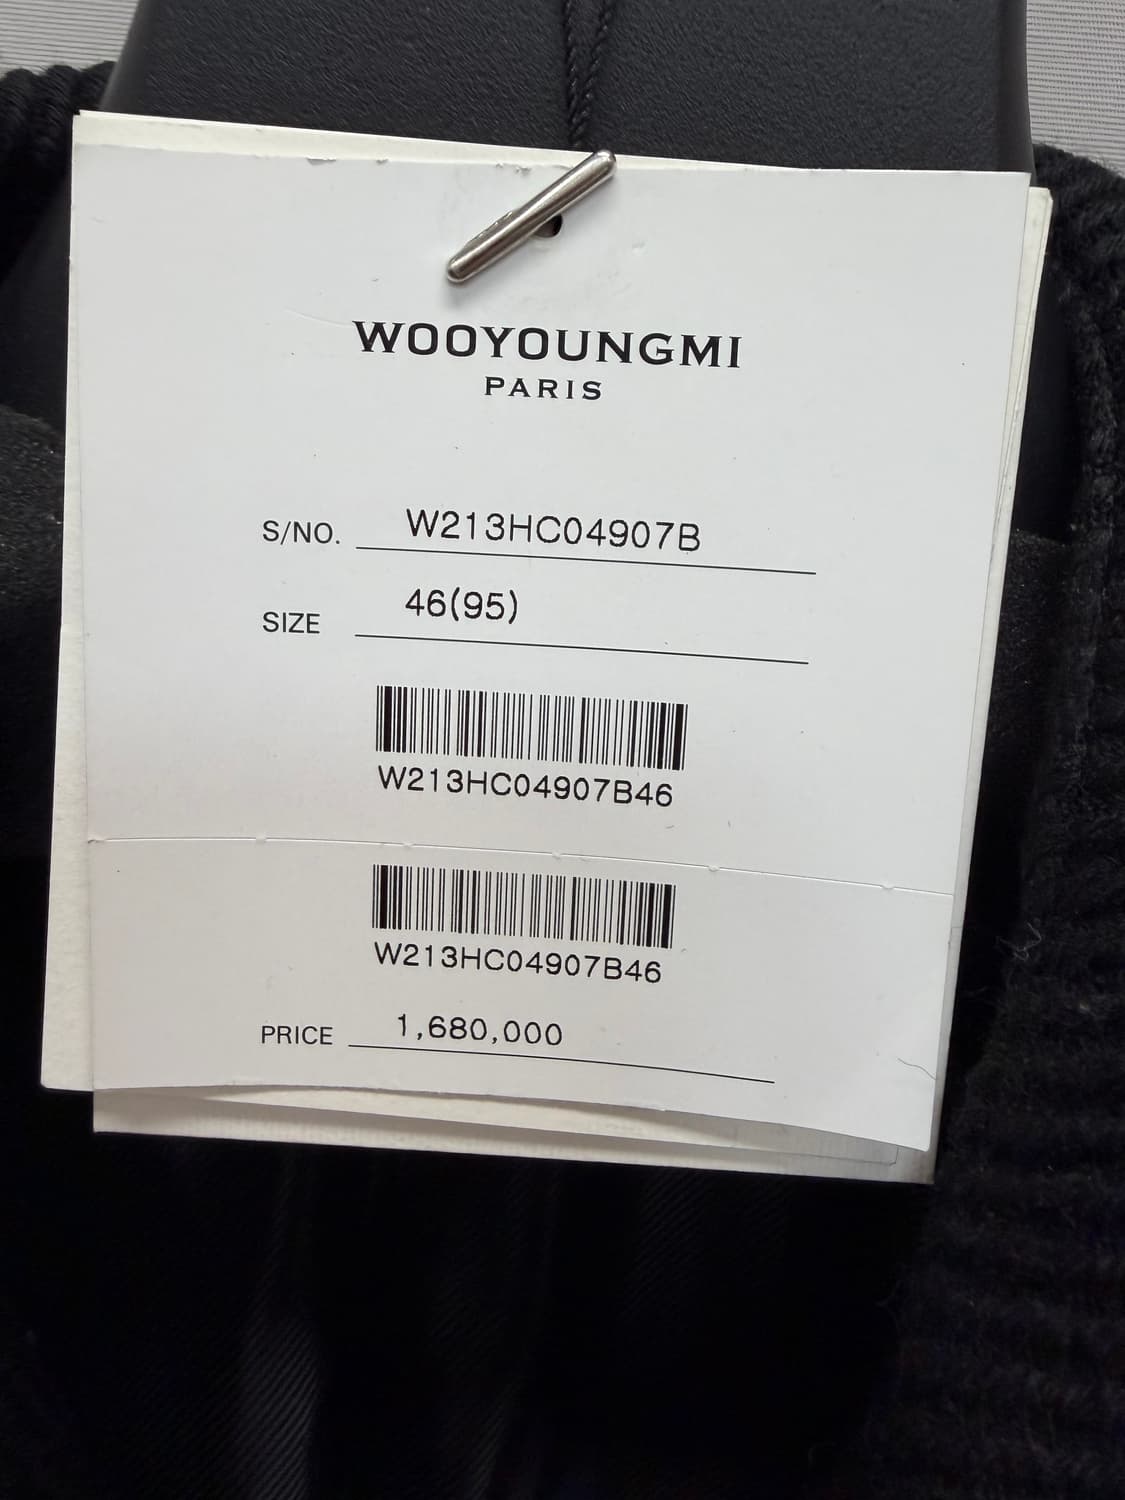 WOOYOUNGMI
PARIS
S/NO. W213HC04907B
SIZE 46(95)
W213HC04907B46
W213HC04907B46
PRICE 1,680,000